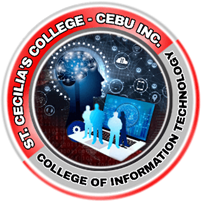 ST. CECILIA'S COLLEGE - CEBU INC.
COLLEGE OF INFORMATION TECHNOLOGY